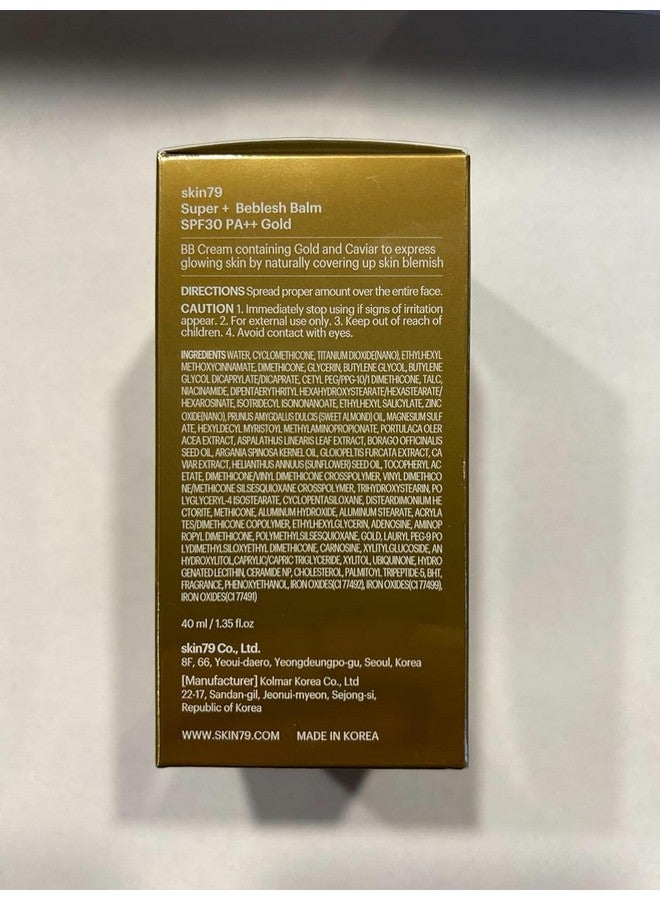 skin79
Super + Beblesh Balm
SPF30 PA++ Gold
BB Cream containing Gold and Caviar to express
glowing skin by naturally covering up skin blemish
DIRECTIONS Spread proper amount over the entire face.
CAUTION 1. Immediately stop using if signs of irritation
appear. 2. For external use only. 3. Keep out of reach of
children. 4. Avoid contact with eyes.
INGREDIENTS WATER, CYCLOMETHICONE, TITANIUM DIOXIDE(NANO), ETHYLHEXYL
METHOXYCINNAMATE, DIMETHICONE, GLYCERIN, BUTYLENE GLYCOL, BUTYLENE
GLYCOL DICAPRYLATE/DICAPRATE, CETYL PEG/PPG-10/1 DIMETHICONE, TALC,
NIACINAMIDE, DIPENTAERYTHRITYL HEXAHYDROXYSTEARATE/HEXASTEARATE/
HEXAROSINATE, ISOTRIDECYL ISONONANOATE, ETHYLHEXYL SALICYLATE, ZINC
OXIDE(NANO), PRUNUS AMYGDALUS DULCIS (SWEET ALMOND) OIL, MAGNESIUM SULF
ATE, HEXYLDECYL MYRISTOYL METHYLAMINOPROPIONATE, PORTULACA OLER
ACEA EXTRACT, ASPALATHUS LINEARIS LEAF EXTRACT, BORAGO OFFICINALIS
SEED OIL, ARGANIA SPINOSA KERNEL OIL, GLOIOPELTIS FURCATA EXTRACT, CA
VIAR EXTRACT, HELIANTHUS ANNUUS (SUNFLOWER) SEED OIL, TOCOPHERYL AC
ETATE, DIMETHICONE/VINYL DIMETHICONE CROSSPOLYMER, VINYL DIMETHICO
NE/METHICONE SILSESQUIOXANE CROSSPOLYMER, TRIHYDROXYSTEARIN, PO
LYGLYCERYL-4 ISOSTEARATE, CYCLOPENTASILOXANE, DISTEARDIMONIUM HE
CTORITE, METHICONE, ALUMINUM HYDROXIDE, ALUMINUM STEARATE, ACRYLA
TES/DIMETHICONE COPOLYMER, ETHYLHEXYLGLYCERIN, ADENOSINE, AMINOP
ROPYL DIMETHICONE, POLYMETHYLSILSESQUIOXANE, GOLD, LAURYL PEG-9 PO
LYDIMETHYLSILOXYETHYL DIMETHICONE, CARNOSINE, XYLITYLGLUCOSIDE, AN
HYDROXYLITOL,CAPRYLIC/CAPRIC TRIGLYCERIDE, XYLITOL, UBIQUINONE, HYDRO
GENATED LECITHIN, CERAMIDE NP, CHOLESTEROL, PALMITOYL TRIPEPTIDE-5, BHT,
FRAGRANCE, PHENOXYETHANOL, IRON OXIDES(CI 77492), IRON OXIDES(CI 77499),
IRON OXIDES(CI 77491)
40 ml / 1.35 fl.oz
skin79 Co., Ltd.
8F, 66, Yeoui-daero, Yeongdeungpo-gu, Seoul, Korea
[Manufacturer] Kolmar Korea Co., Ltd
22-17, Sandan-gil, Jeonui-myeon, Sejong-si,
Republic of Korea
WWW.SKIN79.COM MADE IN KOREA